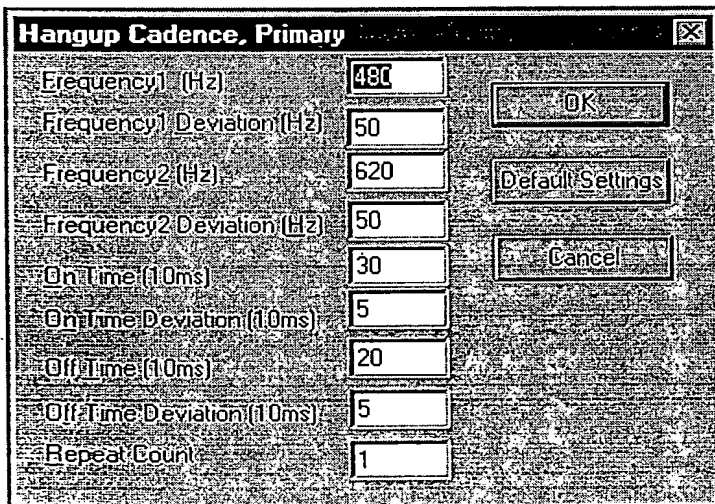 Hangup Cadence, Primary
Frequency1 (Hz) 480
OK
Frequency1 Deviation (Hz) 50
Frequency2 (Hz) 620
Default Settings
Frequency2 Deviation (Hz) 50
Cancel
On Time (10ms) 30
On Time Deviation (10ms) 5
Off Time (10ms) 20
Off Time Deviation (10ms) 5
Repeat Count 1